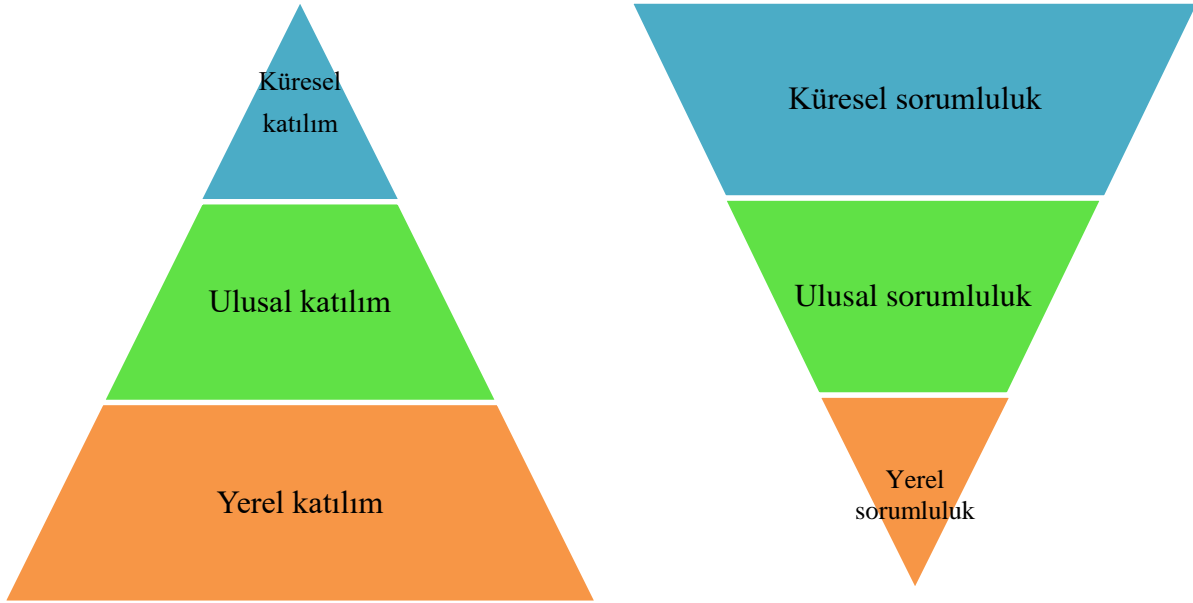 Küresel
katılım
Ulusal katılım
Yerel katılım
Küresel sorumluluk
Ulusal sorumluluk
Yerel
sorumluluk